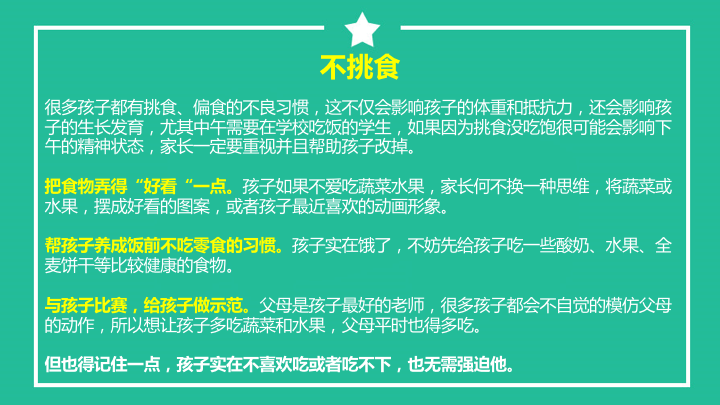 不挑食
很多孩子都有挑食、偏食的不良习惯，这不仅会影响孩子的体重和抵抗力，还会影响孩
子的生长发育，尤其中午需要在学校吃饭的学生，如果因为挑食没吃饱很可能会影响下
午的精神状态，家长一定要重视并且帮助孩子改掉。
把食物弄得“好看“一点。孩子如果不爱吃蔬菜水果，家长何不换一种思维，将蔬菜或
水果，摆成好看的图案，或者孩子最近喜欢的动画形象。
帮孩子养成饭前不吃零食的习惯。孩子实在饿了，不妨先给孩子吃一些酸奶、水果、全
麦饼干等比较健康的食物。
与孩子比赛，给孩子做示范。父母是孩子最好的老师，很多孩子都会不自觉的模仿父母
的动作，所以想让孩子多吃蔬菜和水果，父母平时也得多吃。
但也得记住一点，孩子实在不喜欢吃或者吃不下，也无需强迫他。